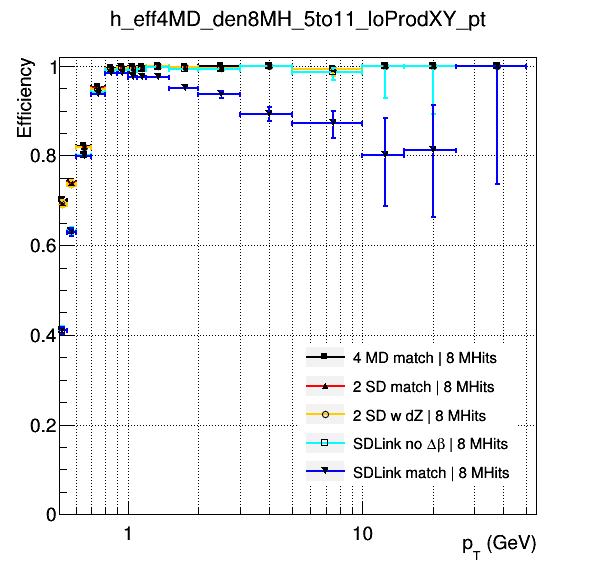 h_eff4MD_den8MH_5to11_loProdXY_pt
Efficiency
1
0.8
0.6
0.4
0.2
0
4 MD match | 8 MHits
2 SD match | 8 MHits
2 SD w dZ | 8 MHits
SDLink no Δβ | 8 MHits
SDLink match | 8 MHits
1 10
p_T (GeV)